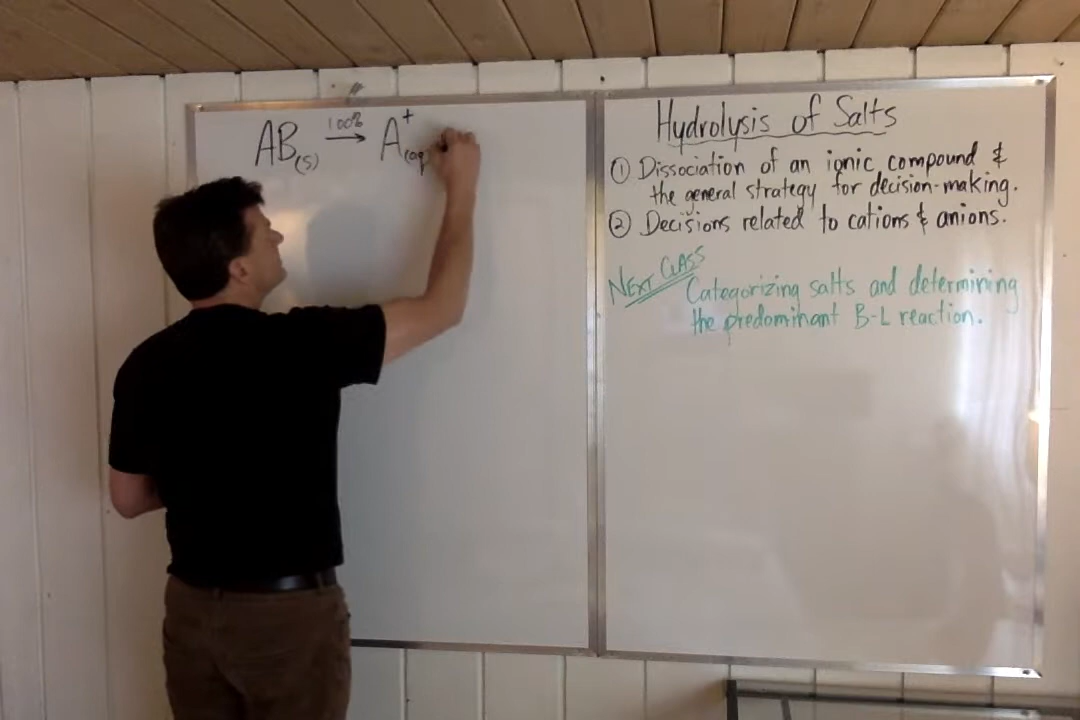 AB(s) 100% → A+(aq)
Hydrolysis of Salts
① Dissociation of an ionic compound &
the general strategy for decision-making.
② Decisions related to cations & anions.
NEXT CLASS
Categorizing salts and determining
the predominant B-L reaction.